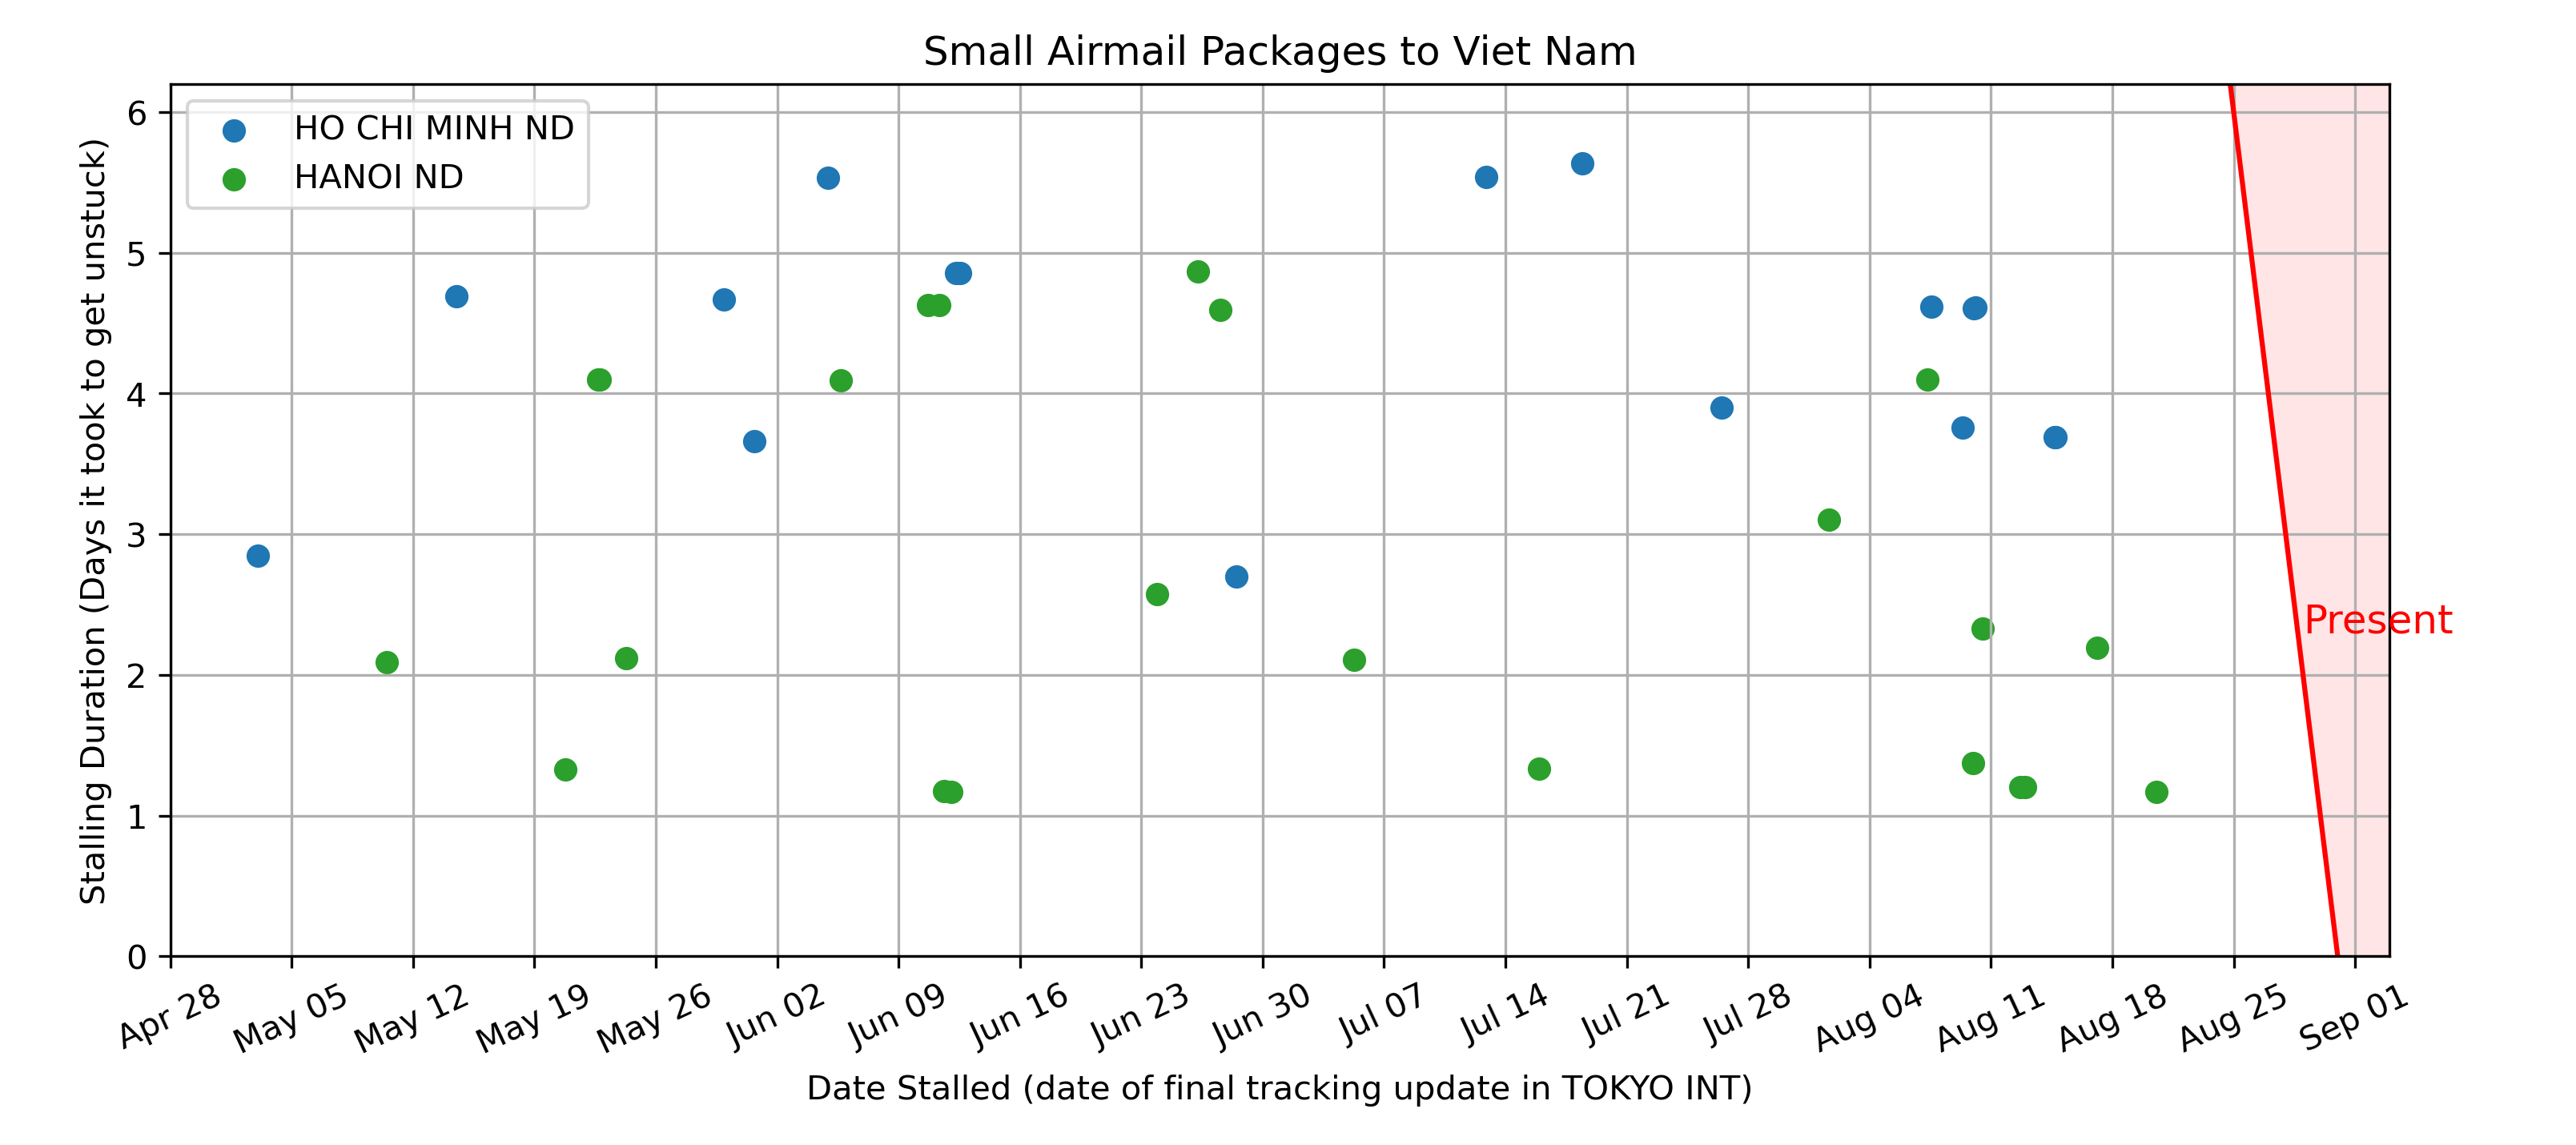 Small Airmail Packages to Viet Nam
HO CHI MINH ND
HANOI ND
Stalling Duration (Days it took to get unstuck)
6
5
4
3
2
1
0
Present
Apr 28 May 05 May 12 May 19 May 26 Jun 02 Jun 09 Jun 16 Jun 23 Jun 30 Jul 07 Jul 14 Jul 21 Jul 28 Aug 04 Aug 11 Aug 18 Aug 25 Sep 01
Date Stalled (date of final tracking update in TOKYO INT)